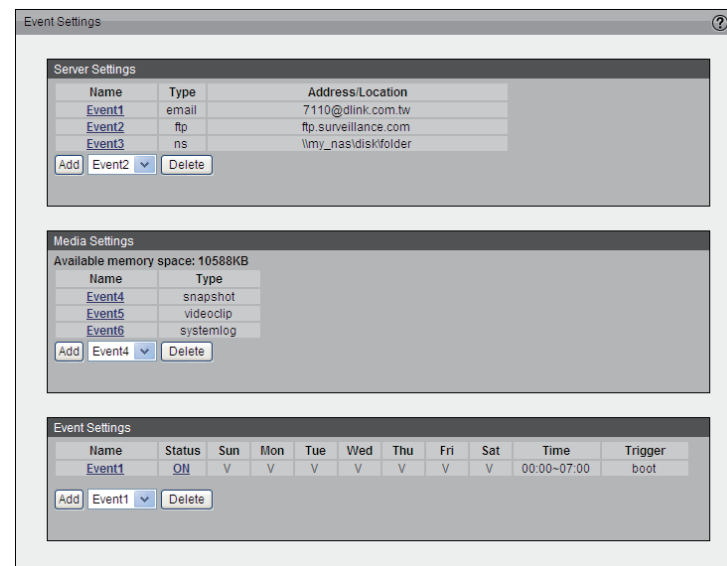 Event Settings ?
Server Settings
Name Type Address/Location
Event1 email 7110@dlink.com.tw
Event2 ftp ftp.surveillance.com
Event3 ns \\my_nas\disk\folder
Add Event2 Delete
Media Settings
Available memory space: 10588KB
Name Type
Event4 snapshot
Event5 videoclip
Event6 systemlog
Add Event4 Delete
Event Settings
Name Status Sun Mon Tue Wed Thu Fri Sat Time Trigger
Event1 ON V V V V V V V 00:00~07:00 boot
Add Event1 Delete